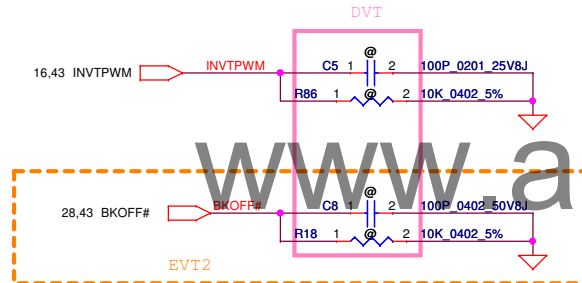 DVT
@
16,43 INVTPWM INVTPWM C5 1 2 100P_0201_25V8J
@
R86 1 2 10K_0402_5%
www.a
@
28,43 BKOFF# BKOFF# C8 1 2 100P_0402_50V8J
@
R18 1 2 10K_0402_5%
EVT2